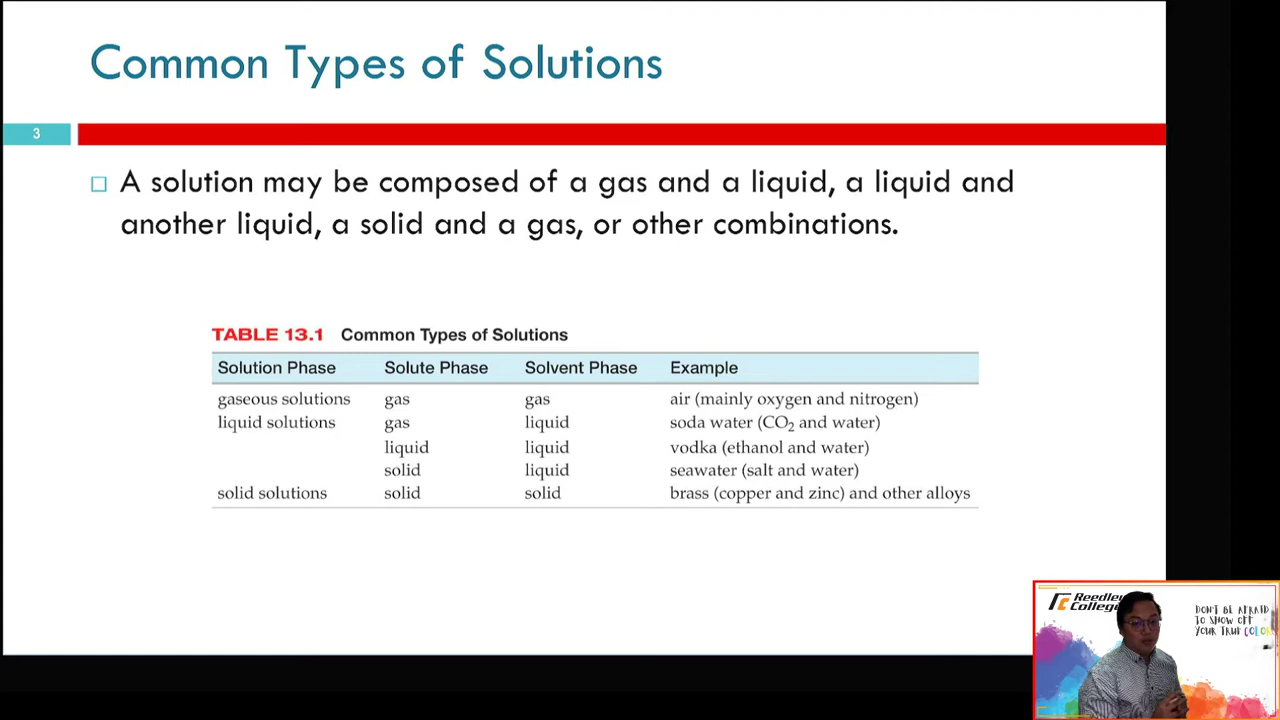 Common Types of Solutions
3
A solution may be composed of a gas and a liquid, a liquid and
another liquid, a solid and a gas, or other combinations.
TABLE 13.1 Common Types of Solutions
Solution Phase Solute Phase Solvent Phase Example
gaseous solutions gas gas air (mainly oxygen and nitrogen)
liquid solutions gas liquid soda water (CO₂ and water)
liquid liquid vodka (ethanol and water)
solid liquid seawater (salt and water)
solid solutions solid solid brass (copper and zinc) and other alloys
Reedley
College
DON'T BE AFRAID
TO SHOW OFF
YOUR TRUE COLOR